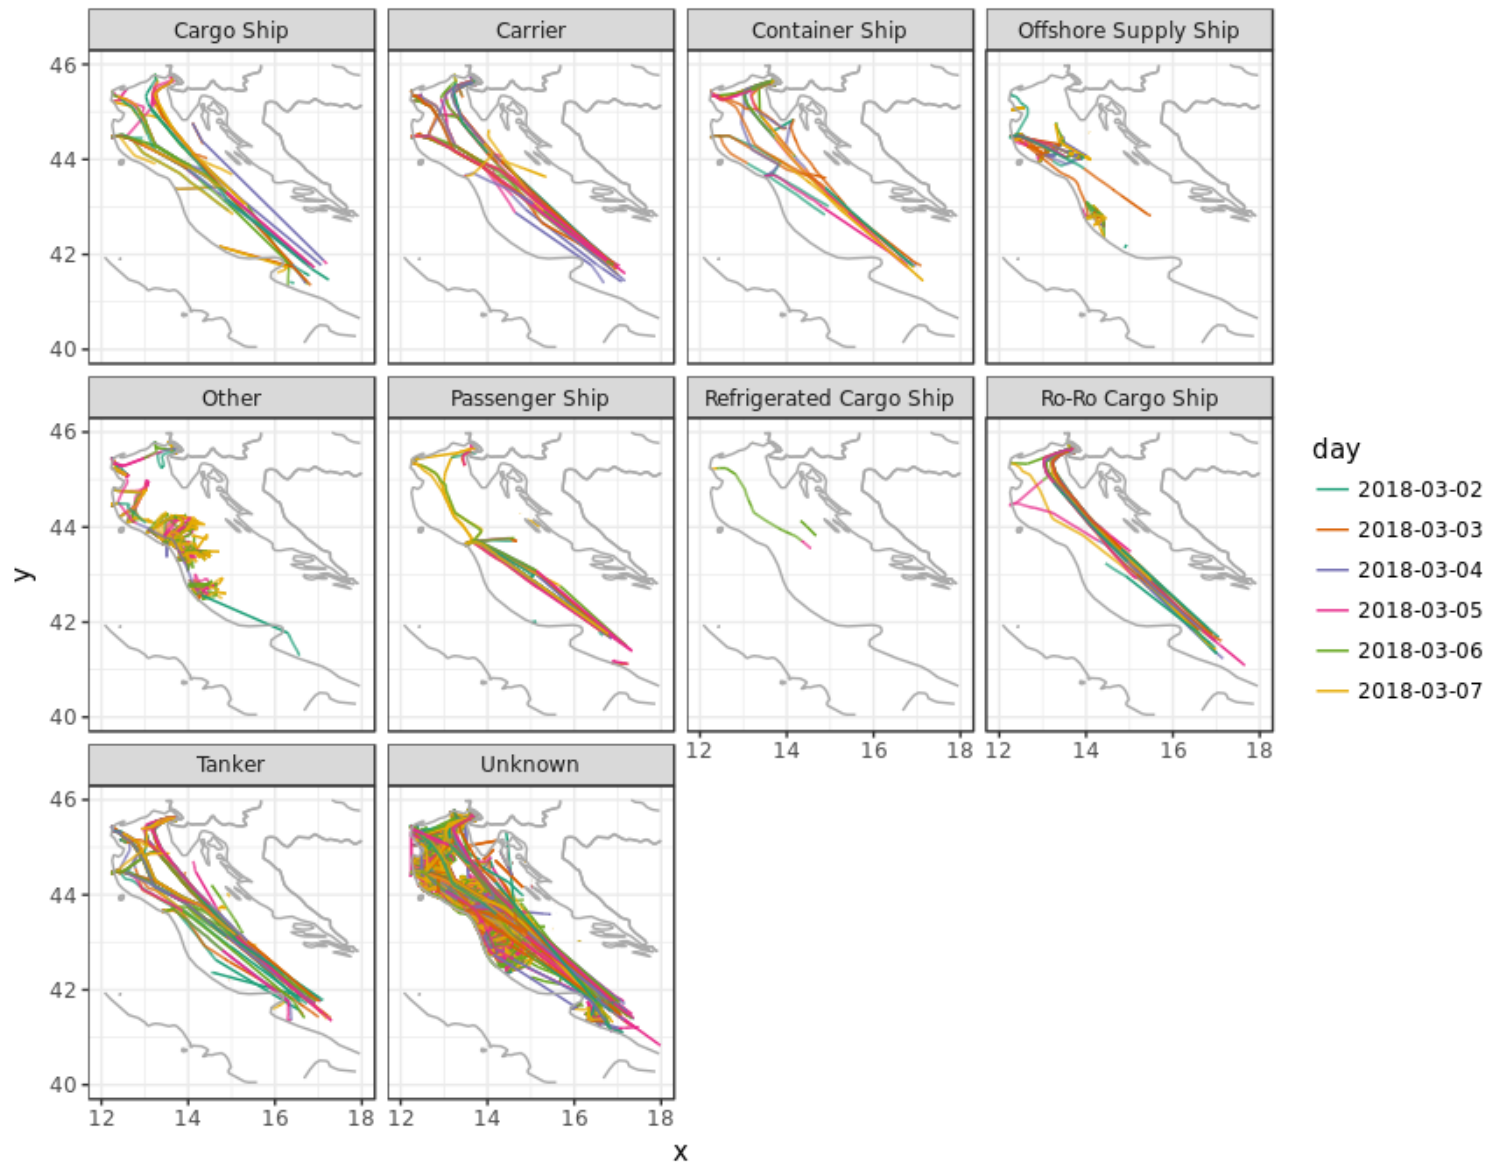 Cargo Ship Carrier Container Ship Offshore Supply Ship
46
44
42
40
Other Passenger Ship Refrigerated Cargo Ship Ro-Ro Cargo Ship
46
44
42
40
12 14 16 18 12 14 16 18
Tanker Unknown
46
44
42
40
12 14 16 18 12 14 16 18
x
y
day
2018-03-02
2018-03-03
2018-03-04
2018-03-05
2018-03-06
2018-03-07